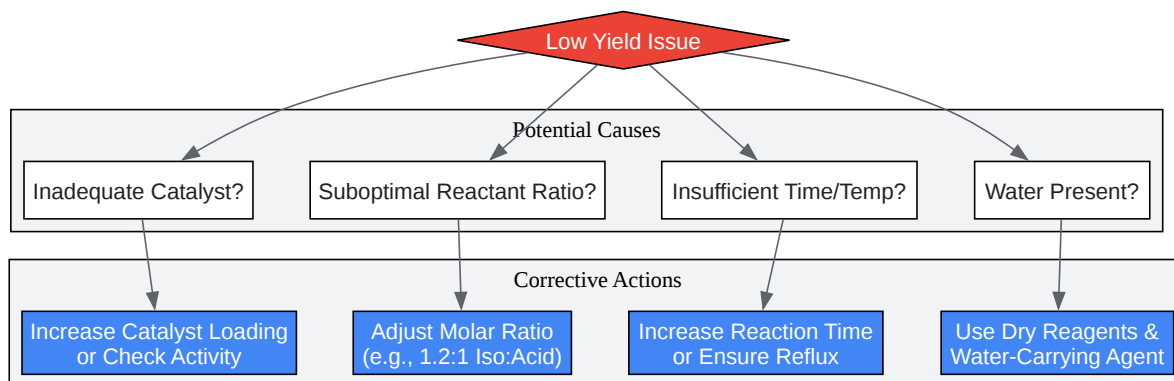 Low Yield Issue
Potential Causes
Inadequate Catalyst?
Suboptimal Reactant Ratio?
Insufficient Time/Temp?
Water Present?
Corrective Actions
Increase Catalyst Loading
or Check Activity
Adjust Molar Ratio
(e.g., 1.2:1 Iso:Acid)
Increase Reaction Time
or Ensure Reflux
Use Dry Reagents &
Water-Carrying Agent